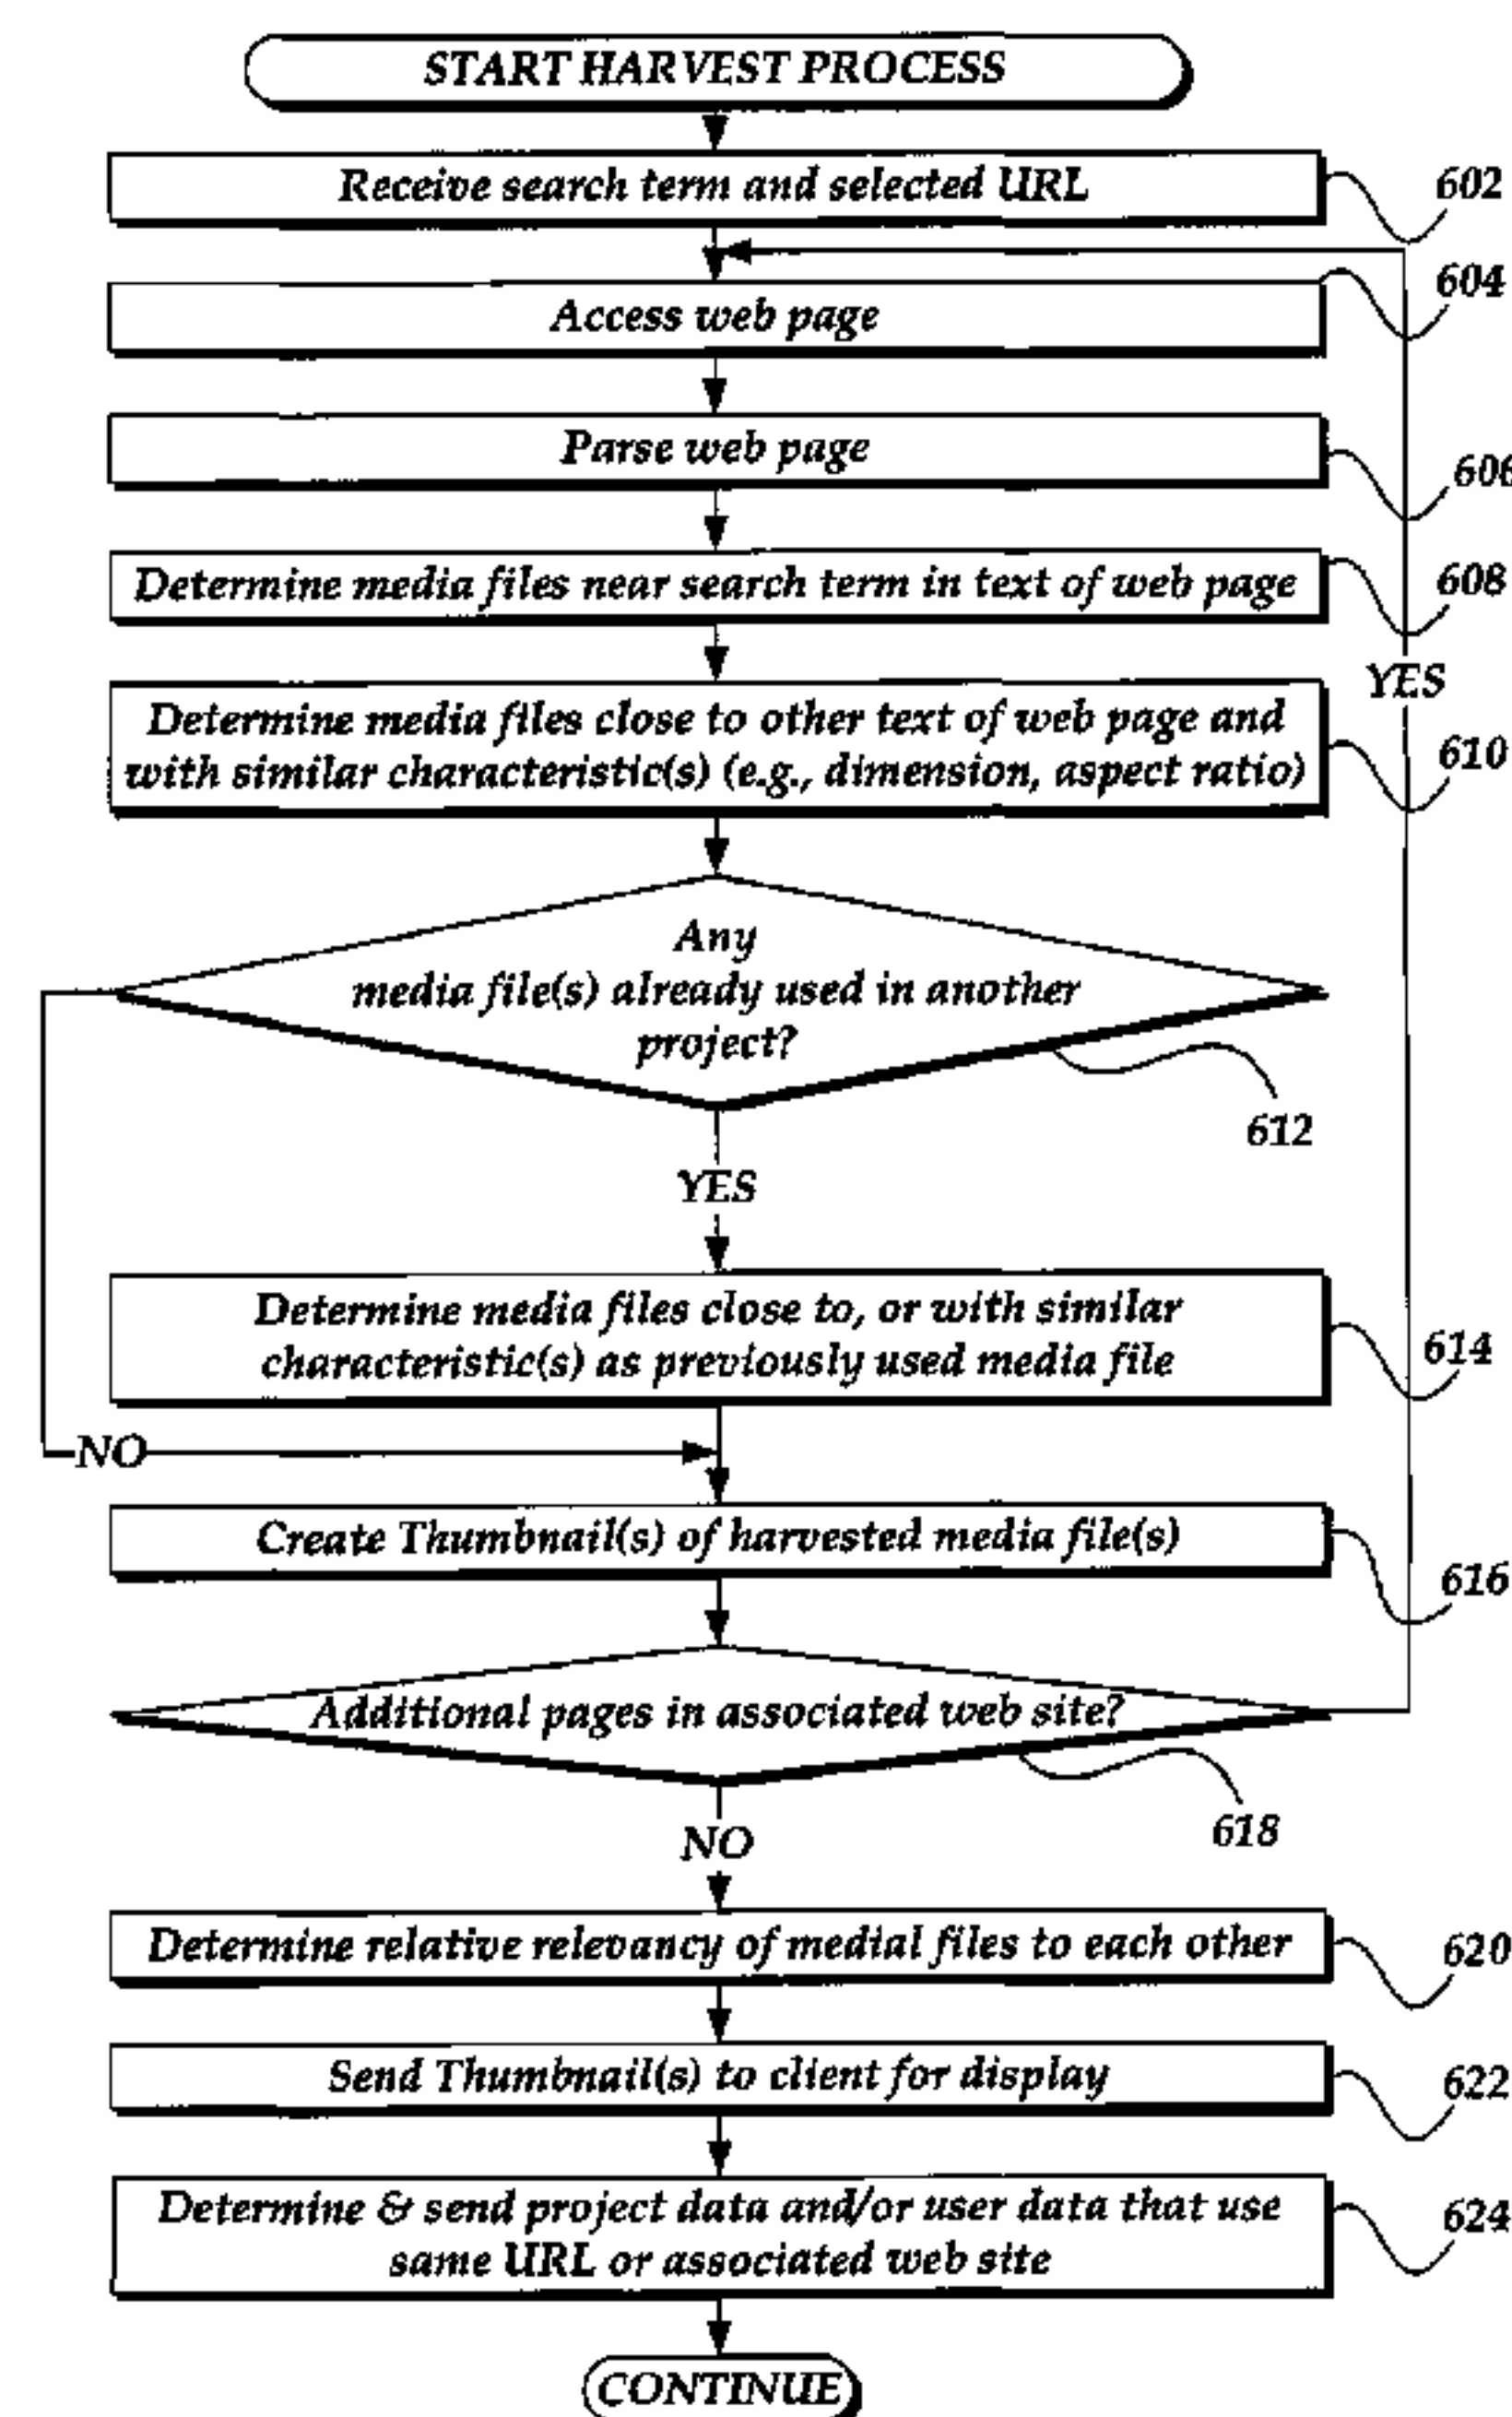 START HARVEST PROCESS
Receive search term and selected URL
602
604
Access web page
Parse web page
606
Determine media files near search term in text of web page
608
YES
Determine media files close to other text of web page and
with similar characteristic(s) (e.g., dimension, aspect ratio)
610
Any
media file(s) already used in another
project?
612
YES
Determine media files close to, or with similar
characteristic(s) as previously used media file
614
NO
Create Thumbnail(s) of harvested media file(s)
616
Additional pages in associated web site?
618
NO
Determine relative relevancy of medial files to each other
620
Send Thumbnail(s) to client for display
622
Determine & send project data and/or user data that use
same URL or associated web site
624
CONTINUE